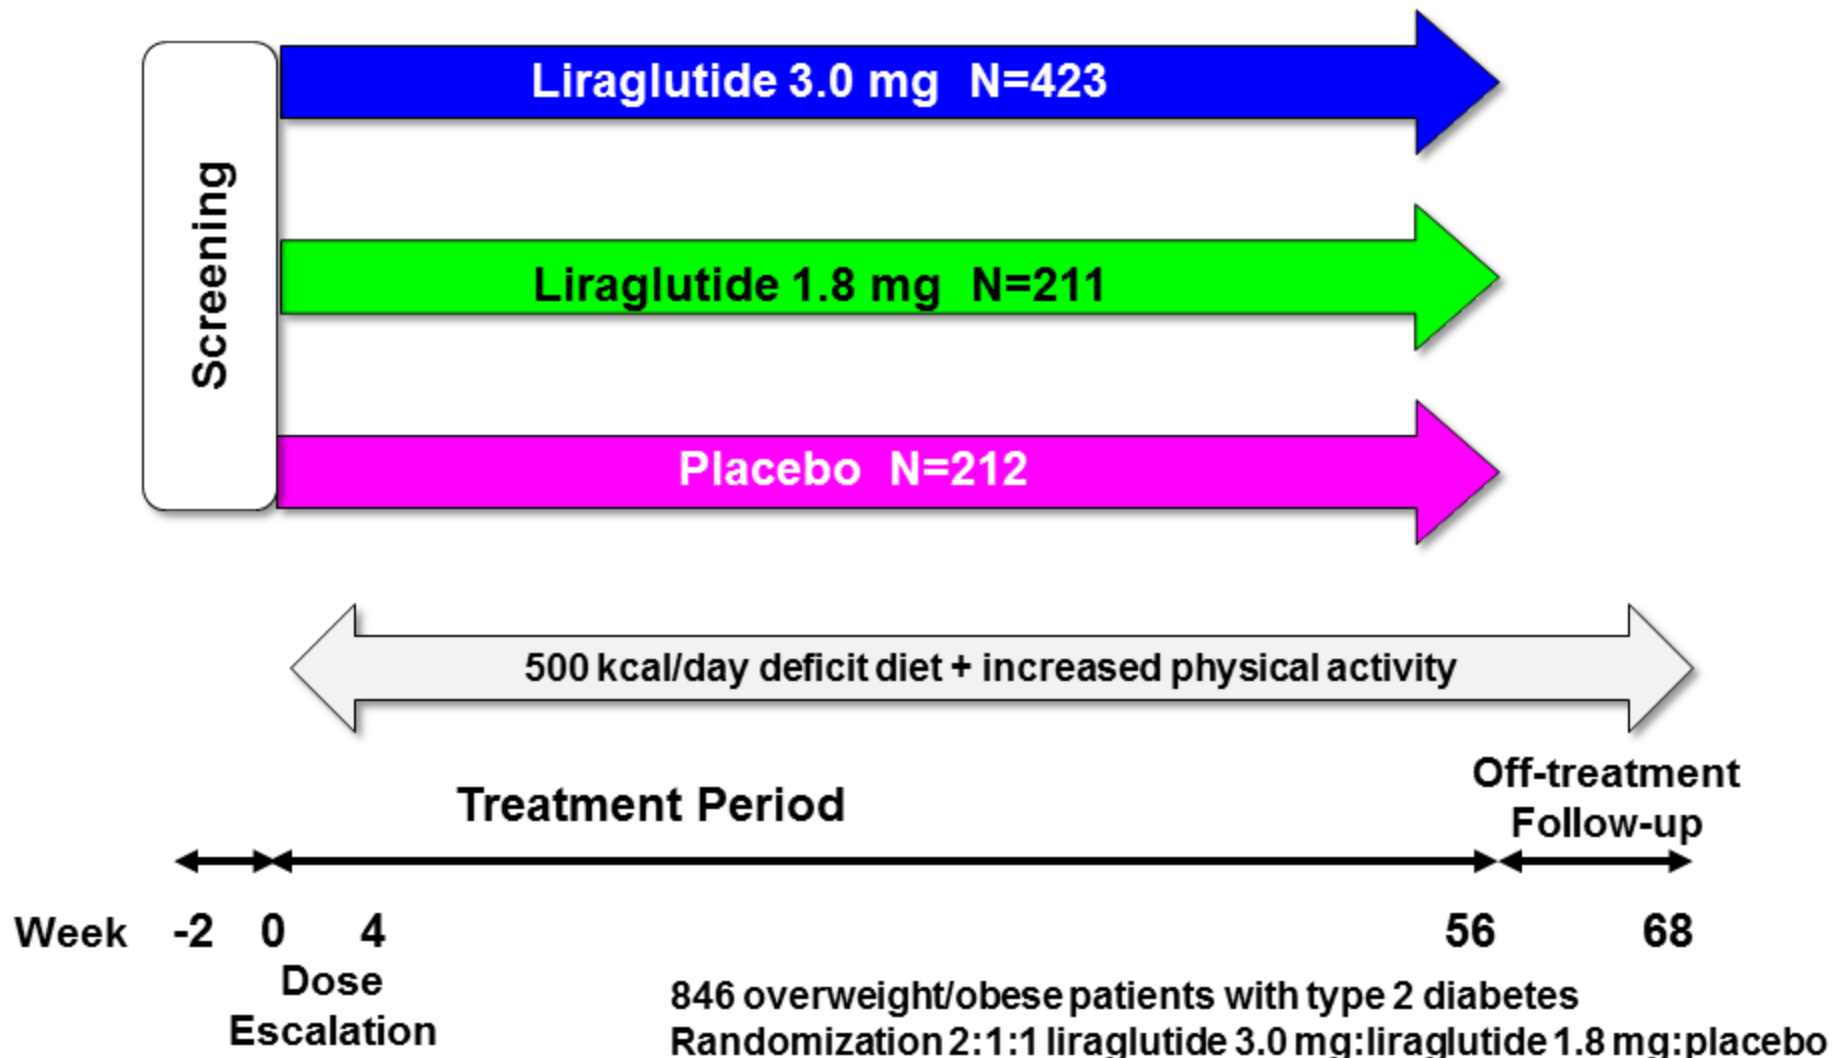 Screening
Liraglutide 3.0 mg N=423
Liraglutide 1.8 mg N=211
Placebo N=212
500 kcal/day deficit diet + increased physical activity
Treatment Period
Off-treatment
Follow-up
Week -2 0 4 56 68
Dose
Escalation
846 overweight/obese patients with type 2 diabetes
Randomization 2:1:1 liraglutide 3.0 mg:liraglutide 1.8 mg:placebo